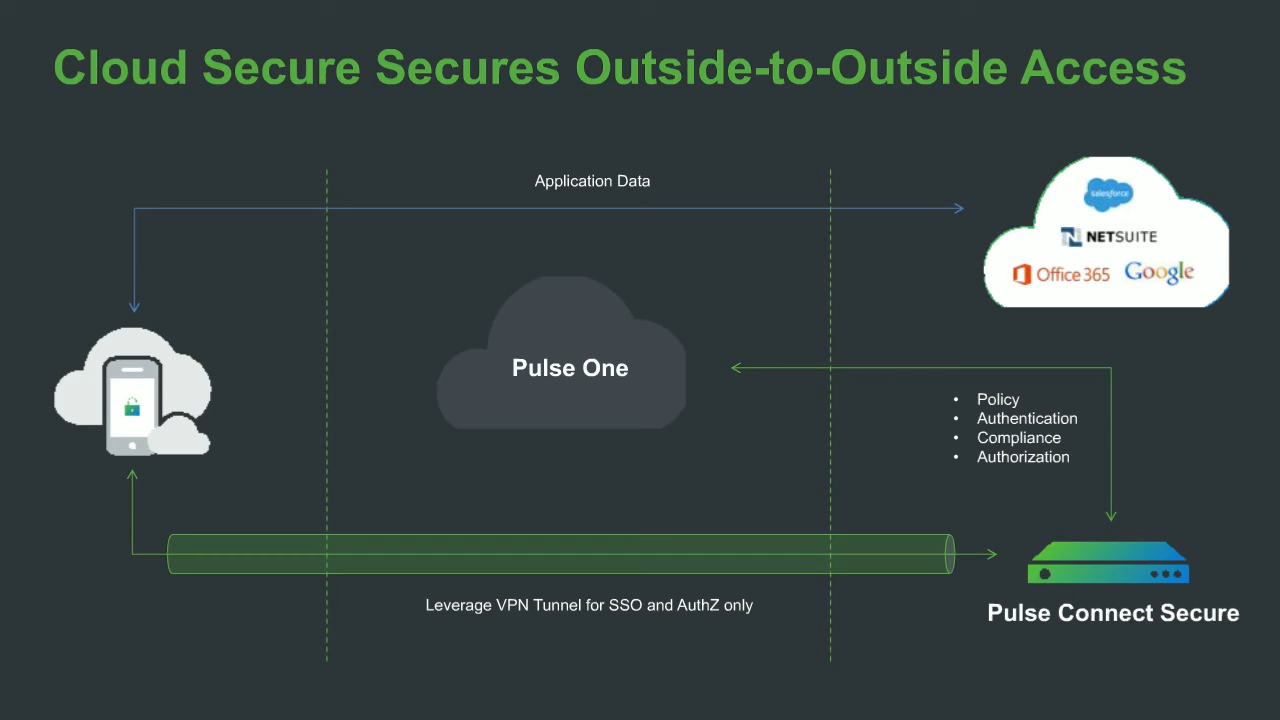 Cloud Secure Secures Outside-to-Outside Access
Application Data
salesforce
NETSUITE
Office 365 Google
Pulse One
• Policy
• Authentication
• Compliance
• Authorization
Leverage VPN Tunnel for SSO and AuthZ only
Pulse Connect Secure